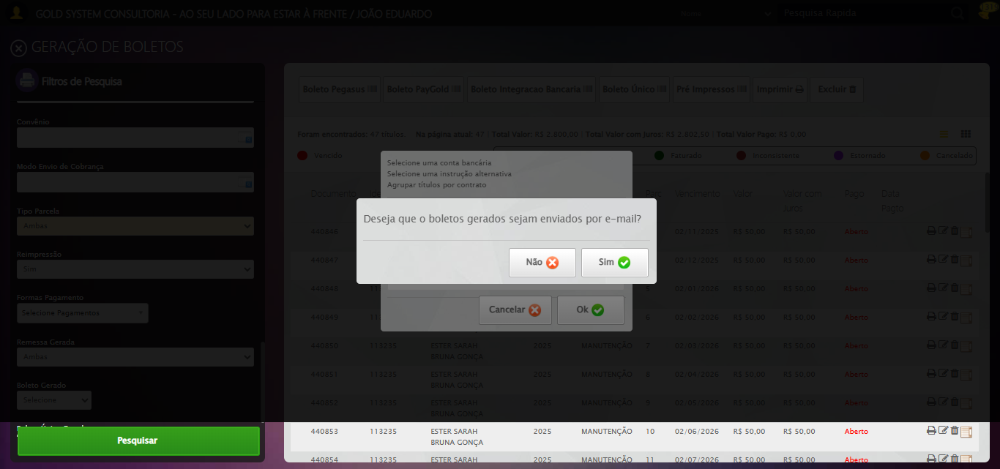 GOLD SYSTEM CONSULTORIA - AO SEU LADO PARA ESTAR À FRENTE / JOÃO EDUARDO
Nome
Pesquisa Rapida
GERAÇÃO DE BOLETOS
Filtros de Pesquisa
Boleto Pegasus
Boleto PayGold
Boleto Integracao Bancaria
Boleto Único
Pré Impressos
Imprimir
Excluir
Convênio
Foram encontrados: 47 títulos. Na página atual: 47 | Total Valor: R$ 2.800,00 | Total Valor com Juros: R$ 2.802,50 | Total Valor Pago: R$ 0,00
Vencido
Faturado
Inconsistente
Estornado
Cancelado
Modo Envio de Cobrança
Selecione uma conta bancária
Selecione uma instrução alternativa
Agrupar títulos por contrato
Documento
Parc
Vencimento
Valor
Valor com Juros
Pago
Data Pagto
Tipo Parcela
Ambas
Deseja que o boletos gerados sejam enviados por e-mail?
Não
Sim
440846 02/11/2025 R$ 50,00 R$ 50,00 Aberto
Reimpressão
Sim
440847 02/12/2025 R$ 50,00 R$ 50,00 Aberto
440848 5 02/01/2026 R$ 50,00 R$ 50,00 Aberto
Formas Pagamento
Selecione Pagamentos
Cancelar
Ok
440849 6 02/02/2026 R$ 50,00 R$ 50,00 Aberto
Remessa Gerada
Ambas
440850 113235 ESTER SARAH 2025 MANUTENÇÃO 7 02/03/2026 R$ 50,00 R$ 50,00 Aberto
BRUNA GONÇA
440851 113235 ESTER SARAH 2025 MANUTENÇÃO 8 02/04/2026 R$ 50,00 R$ 50,00 Aberto
BRUNA GONÇA
Boleto Gerado
Selecione
440852 113235 ESTER SARAH 2025 MANUTENÇÃO 9 02/05/2026 R$ 50,00 R$ 50,00 Aberto
BRUNA GONÇA
Pesquisar
440853 113235 ESTER SARAH 2025 MANUTENÇÃO 10 02/06/2026 R$ 50,00 R$ 50,00 Aberto
BRUNA GONÇA
440854 113235 ESTER SARAH 2025 MANUTENÇÃO 11 02/07/2026 R$ 50,00 R$ 50,00 Aberto